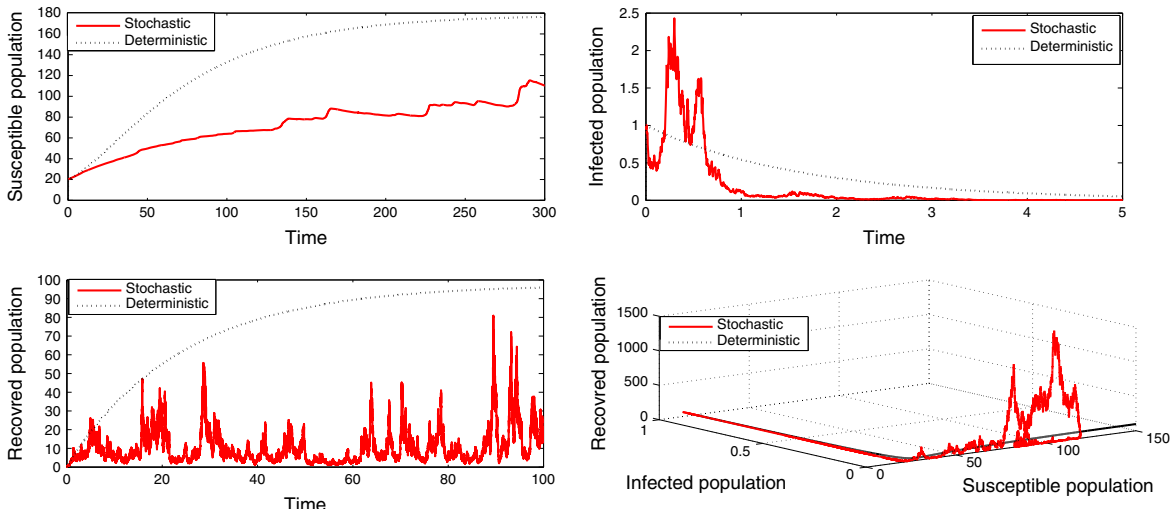 180
160
140
120
100
80
60
40
20
0
Susceptible population
Stochastic
Deterministic
0 50 100 150 200 250 300
Time
2.5
2
1.5
1
0.5
0
Infected population
Stochastic
Deterministic
0 1 2 3 4 5
Time
100
90
80
70
60
50
40
30
20
10
0
Recovred population
Stochastic
Deterministic
0 20 40 60 80 100
Time
1500
1000
500
0
Recovred population
Stochastic
Deterministic
1
0.5
0
Infected population
0
50
100
150
Susceptible population